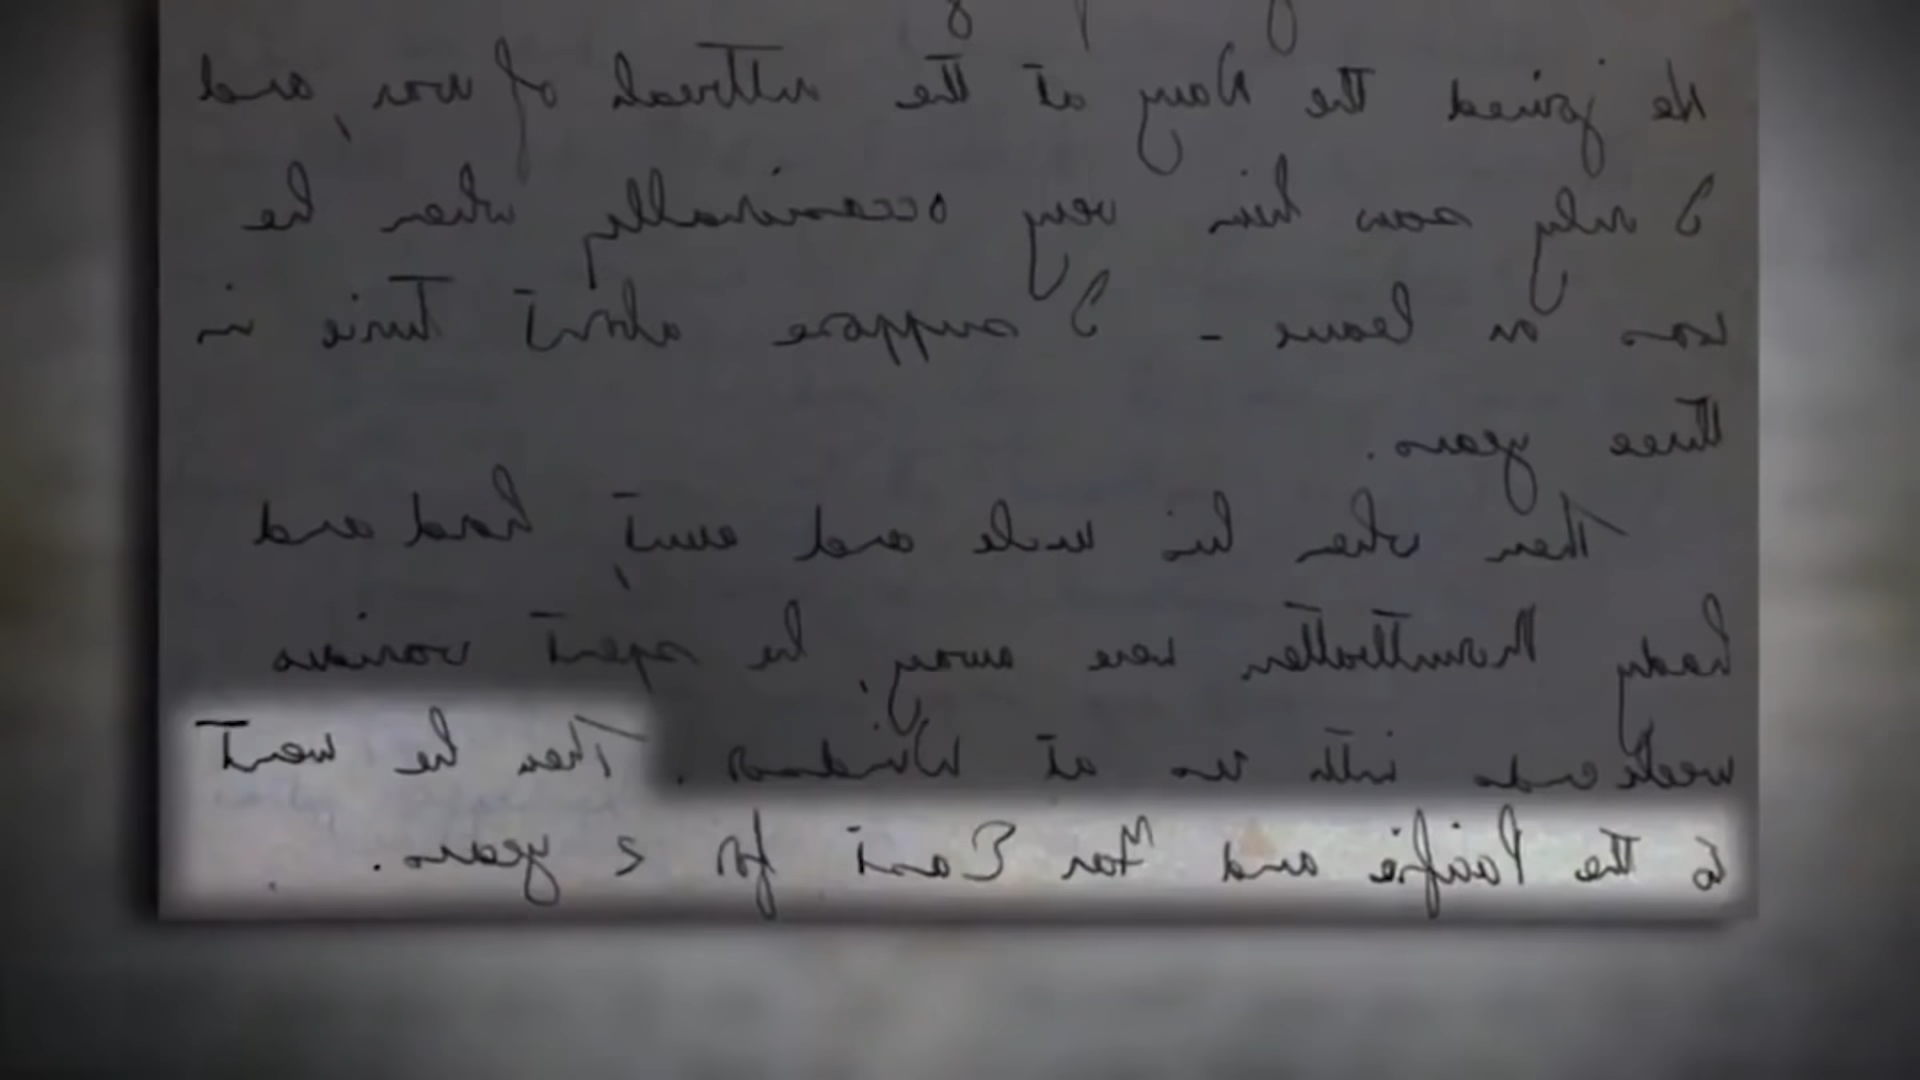 He joined the Navy at the outbreak of war, and
I only saw him very occasionally when he
was on leave - I suppose about twice in
three years.
Then when his uncle and aunt, Lord and
Lady Mountbatten were away, he spent various
weekends with us at Windsor. Then he went
to the Pacific and Far East for 2 years.